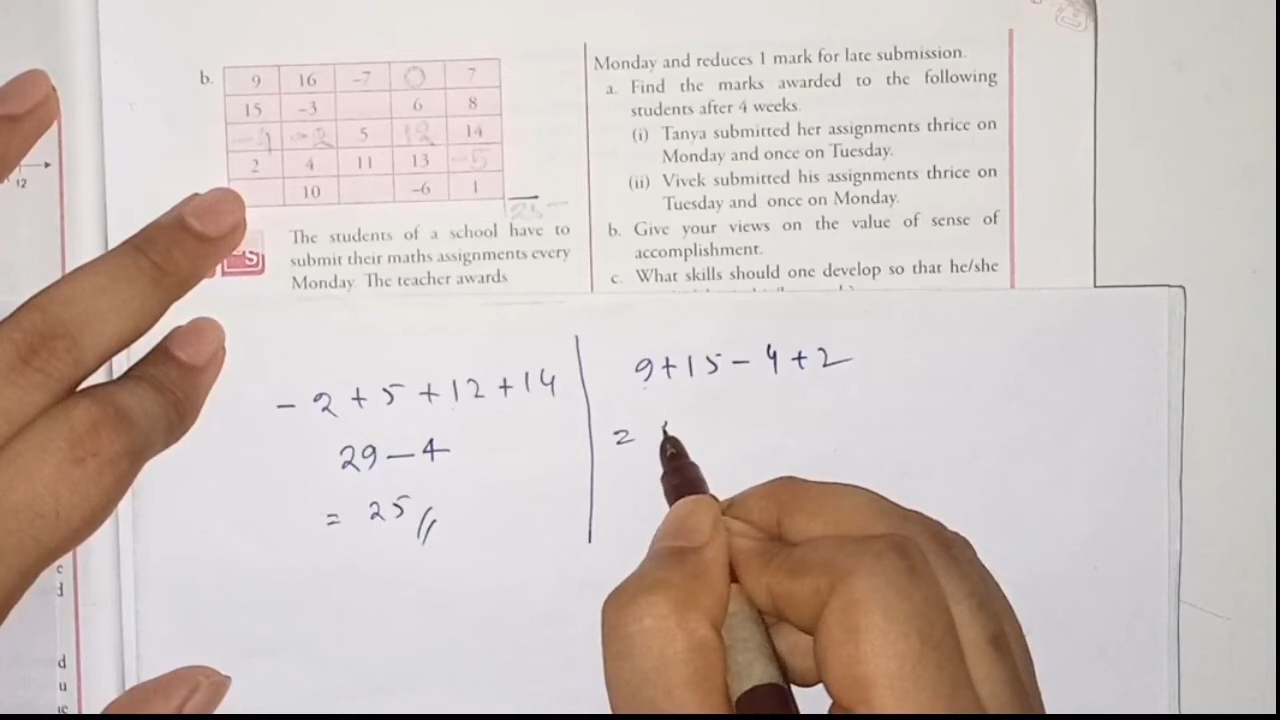 b.
9 16 -7 0 7
15 -3 6 8
-4 -2 5 12 14
2 4 11 13 -5
10 -6 1
25
The students of a school have to
submit their maths assignments every
Monday. The teacher awards
Monday and reduces 1 mark for late submission.
a. Find the marks awarded to the following
students after 4 weeks.
(i) Tanya submitted her assignments thrice on
Monday and once on Tuesday.
(ii) Vivek submitted his assignments thrice on
Tuesday and once on Monday.
b. Give your views on the value of sense of
accomplishment.
c. What skills should one develop so that he/she
12
- 2 + 5 + 12 + 14
29 - 4
= 25 //
9 + 15 - 4 + 2
=